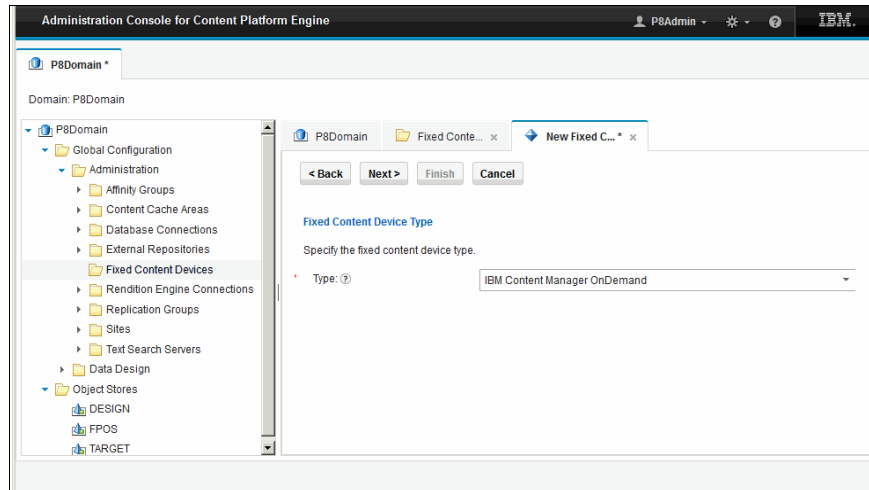 Administration Console for Content Platform Engine
P8Admin
IBM.
P8Domain *
Domain: P8Domain
P8Domain
Global Configuration
Administration
Affinity Groups
Content Cache Areas
Database Connections
External Repositories
Fixed Content Devices
Rendition Engine Connections
Replication Groups
Sites
Text Search Servers
Data Design
Object Stores
DESIGN
FPOS
TARGET
P8Domain Fixed Conte... × New Fixed C... * ×
< Back Next > Finish Cancel
Fixed Content Device Type
Specify the fixed content device type.
* Type: ? IBM Content Manager OnDemand